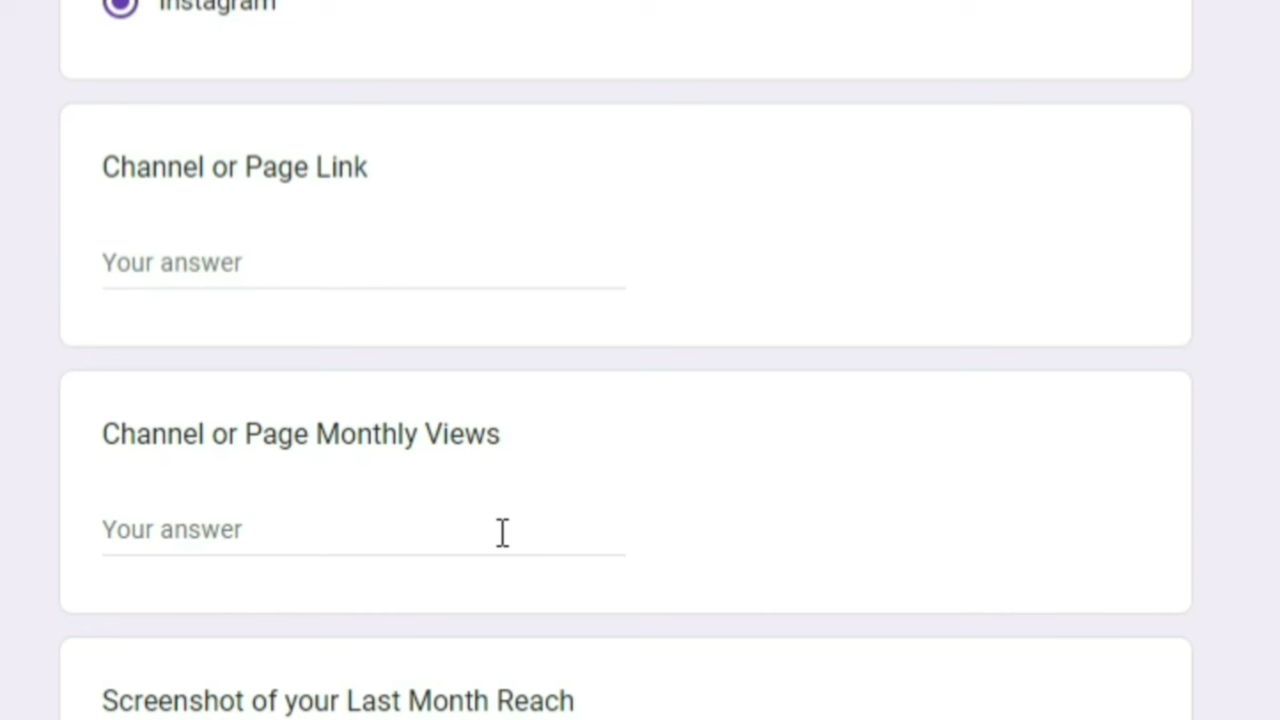 Instagram
Channel or Page Link
Your answer
Channel or Page Monthly Views
Your answer
Screenshot of your Last Month Reach